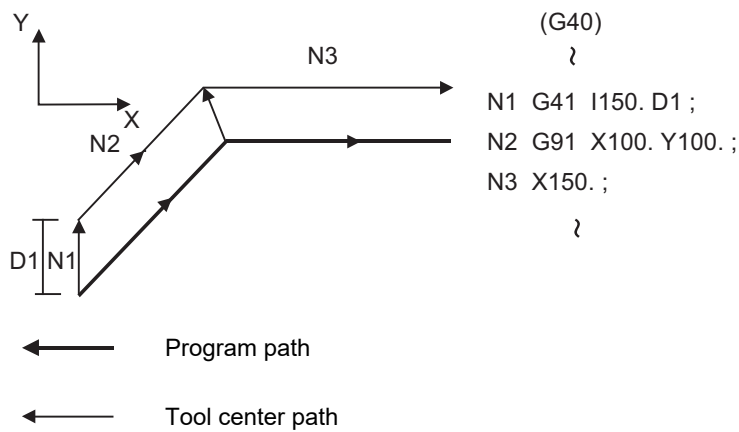 Y
X
N3
N2
D1
N1
(G40)
~
N1 G41 I150. D1 ;
N2 G91 X100. Y100. ;
N3 X150. ;
~
Program path
Tool center path